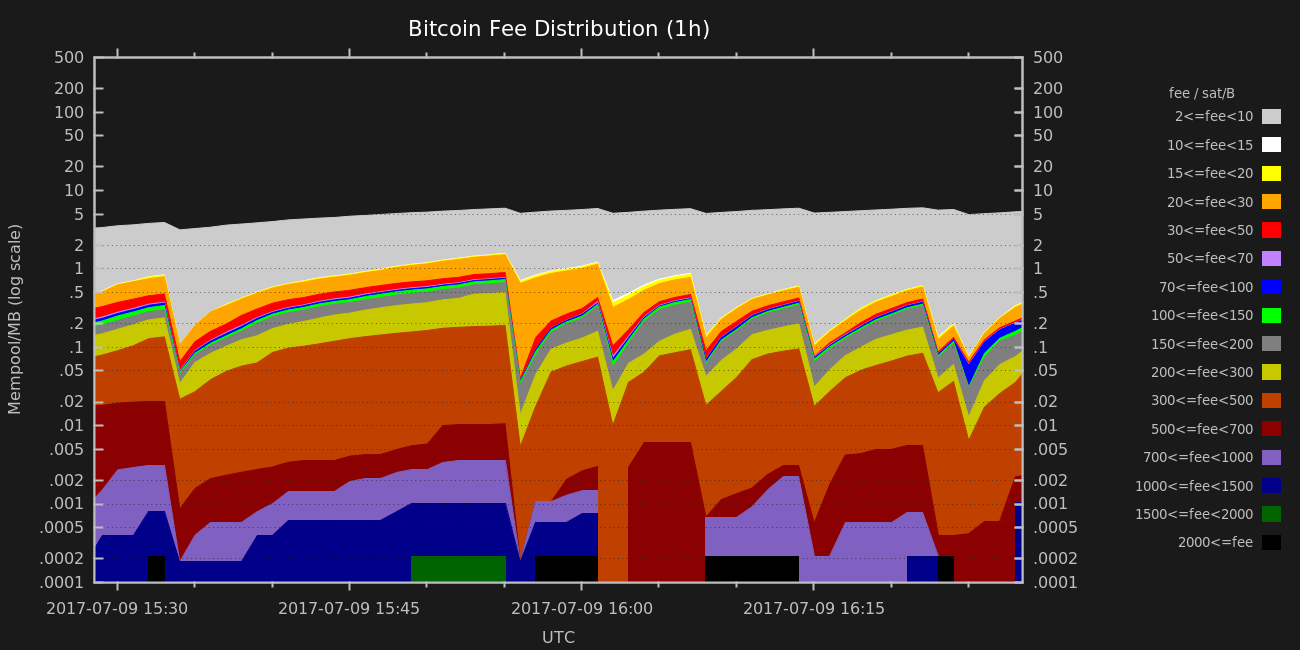 Bitcoin Fee Distribution (1h)
500
200
100
50
20
10
5
2
1
.5
.2
.1
.05
.02
.01
.005
.002
.001
.0005
.0002
.0001
Mempool/MB (log scale)
500
200
100
50
20
10
5
2
1
.5
.2
.1
.05
.02
.01
.005
.002
.001
.0005
.0002
.0001
2017-07-09 15:30 2017-07-09 15:45 2017-07-09 16:00 2017-07-09 16:15
UTC
fee / sat/B
2<=fee<10
10<=fee<15
15<=fee<20
20<=fee<30
30<=fee<50
50<=fee<70
70<=fee<100
100<=fee<150
150<=fee<200
200<=fee<300
300<=fee<500
500<=fee<700
700<=fee<1000
1000<=fee<1500
1500<=fee<2000
2000<=fee